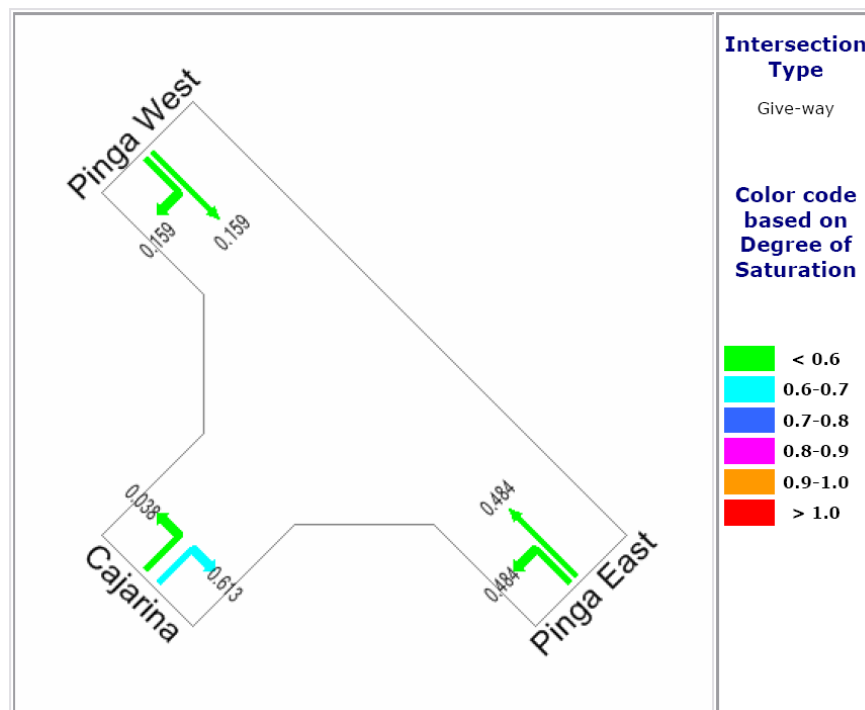 Pinga West
0.159
0.159
0.038
Cajarina
0.613
0.484
0.484
Pinga East
Intersection
Type
Give-way
Color code
based on
Degree of
Saturation
< 0.6
0.6-0.7
0.7-0.8
0.8-0.9
0.9-1.0
> 1.0